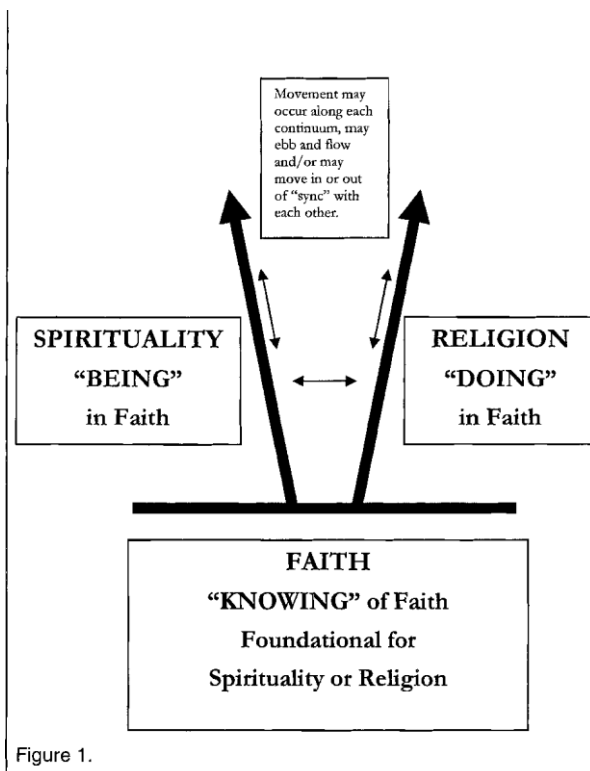 Movement may
occur along each
continuum, may
ebb and flow
and/or may
move in or out
of “sync” with
each other.
SPIRITUALITY
“BEING”
in Faith
RELIGION
“DOING”
in Faith
FAITH
“KNOWING” of Faith
Foundational for
Spirituality or Religion
Figure 1.